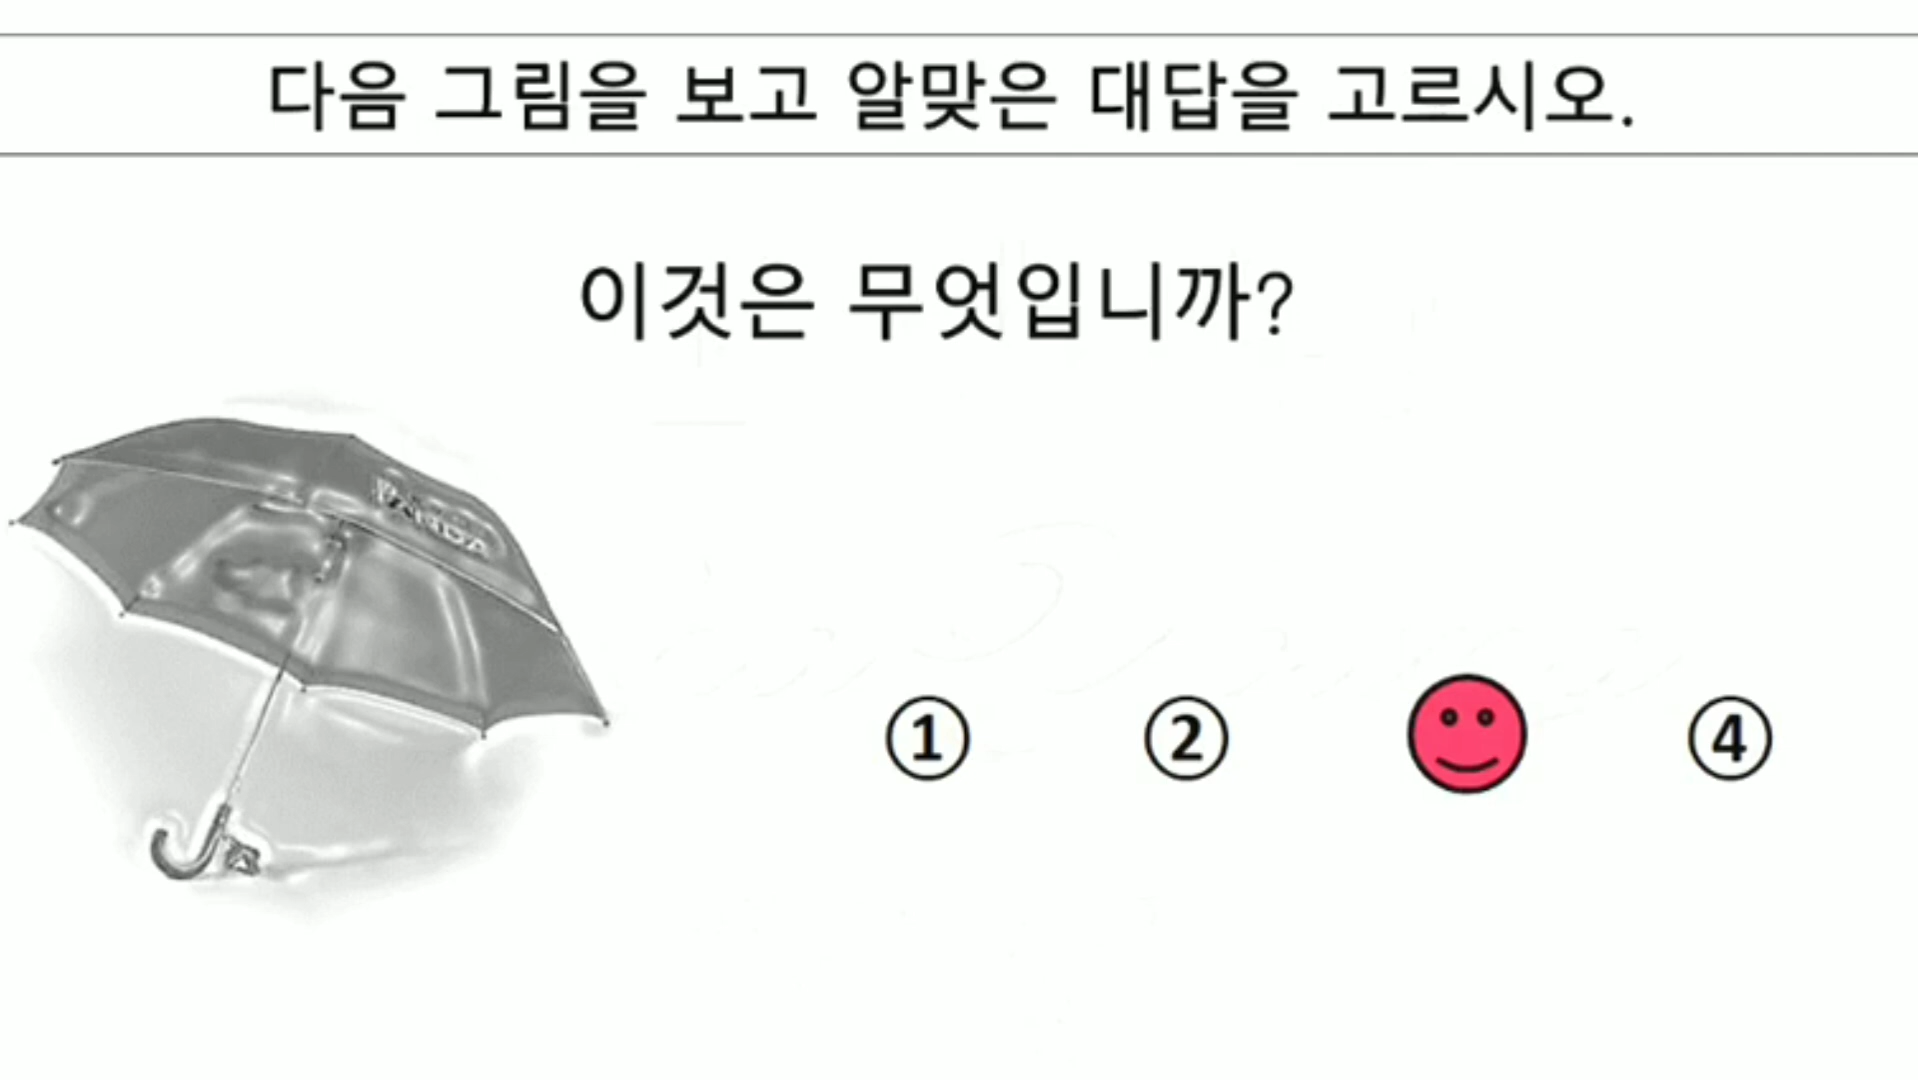 다음 그림을 보고 알맞은 대답을 고르시오.
이것은 무엇입니까?
① ② ④